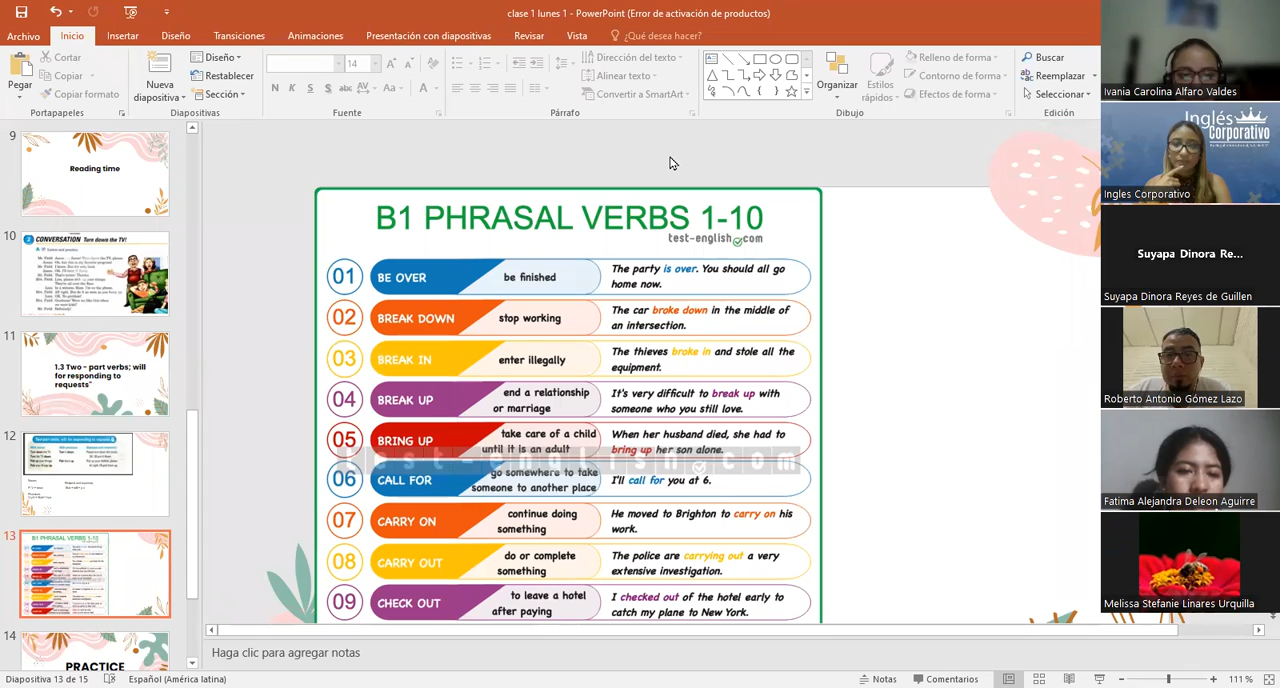 clase 1 lunes 1 - PowerPoint (Error de activación de productos)
Archivo Inicio Insertar Diseño Transiciones Animaciones Presentación con diapositivas Revisar Vista ¿Qué desea hacer?
Pegar
Cortar
Copiar
Copiar formato
Portapapeles
Nueva
diapositiva
Diseño
Restablecer
Sección
Diapositivas
14
N K S S abc AV Aa A
Fuente
Dirección del texto
Alinear texto
Convertir a SmartArt
Párrafo
Organizar
Estilos
rápidos
Relleno de forma
Contorno de forma
Efectos de forma
Dibujo
Buscar
Reemplazar
Seleccionar
Edición
9
Reading time
10
CONVERSATION Turn down the TV!
11
1.3 Two - part verbs; will
for responding to
requests"
12
13
B1 PHRASAL VERBS 1-10
14
PRACTICE
B1 PHRASAL VERBS 1-10
test-english.com
01 BE OVER be finished The party is over. You should all go
home now.
02 BREAK DOWN stop working The car broke down in the middle of
an intersection.
03 BREAK IN enter illegally The thieves broke in and stole all the
equipment.
04 BREAK UP end a relationship
or marriage It's very difficult to break up with
someone who you still love.
05 BRING UP take care of a child
until it is an adult When her husband died, she had to
bring up her son alone.
test-english.com
06 CALL FOR go somewhere to take
someone to another place I'll call for you at 6.
07 CARRY ON continue doing
something He moved to Brighton to carry on his
work.
08 CARRY OUT do or complete
something The police are carrying out a very
extensive investigation.
09 CHECK OUT to leave a hotel
after paying I checked out of the hotel early to
catch my plane to New York.
Haga clic para agregar notas
Diapositiva 13 de 15 Español (América latina) Notas Comentarios 111 %
Ivania Carolina Alfaro Valdes
Inglés
Corporativo
Ingles Corporativo
Suyapa Dinora Re...
Suyapa Dinora Reyes de Guillen
Roberto Antonio Gómez Lazo
Fatima Alejandra Deleon Aguirre
Melissa Stefanie Linares Urquilla